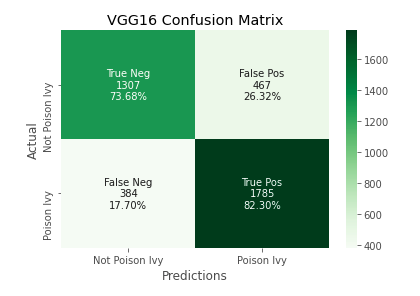 VGG16 Confusion Matrix
Actual
Not Poison Ivy
Poison Ivy
True Neg
1307
73.68%
False Pos
467
26.32%
False Neg
384
17.70%
True Pos
1785
82.30%
Not Poison Ivy
Poison Ivy
Predictions
1600
1400
1200
1000
800
600
400